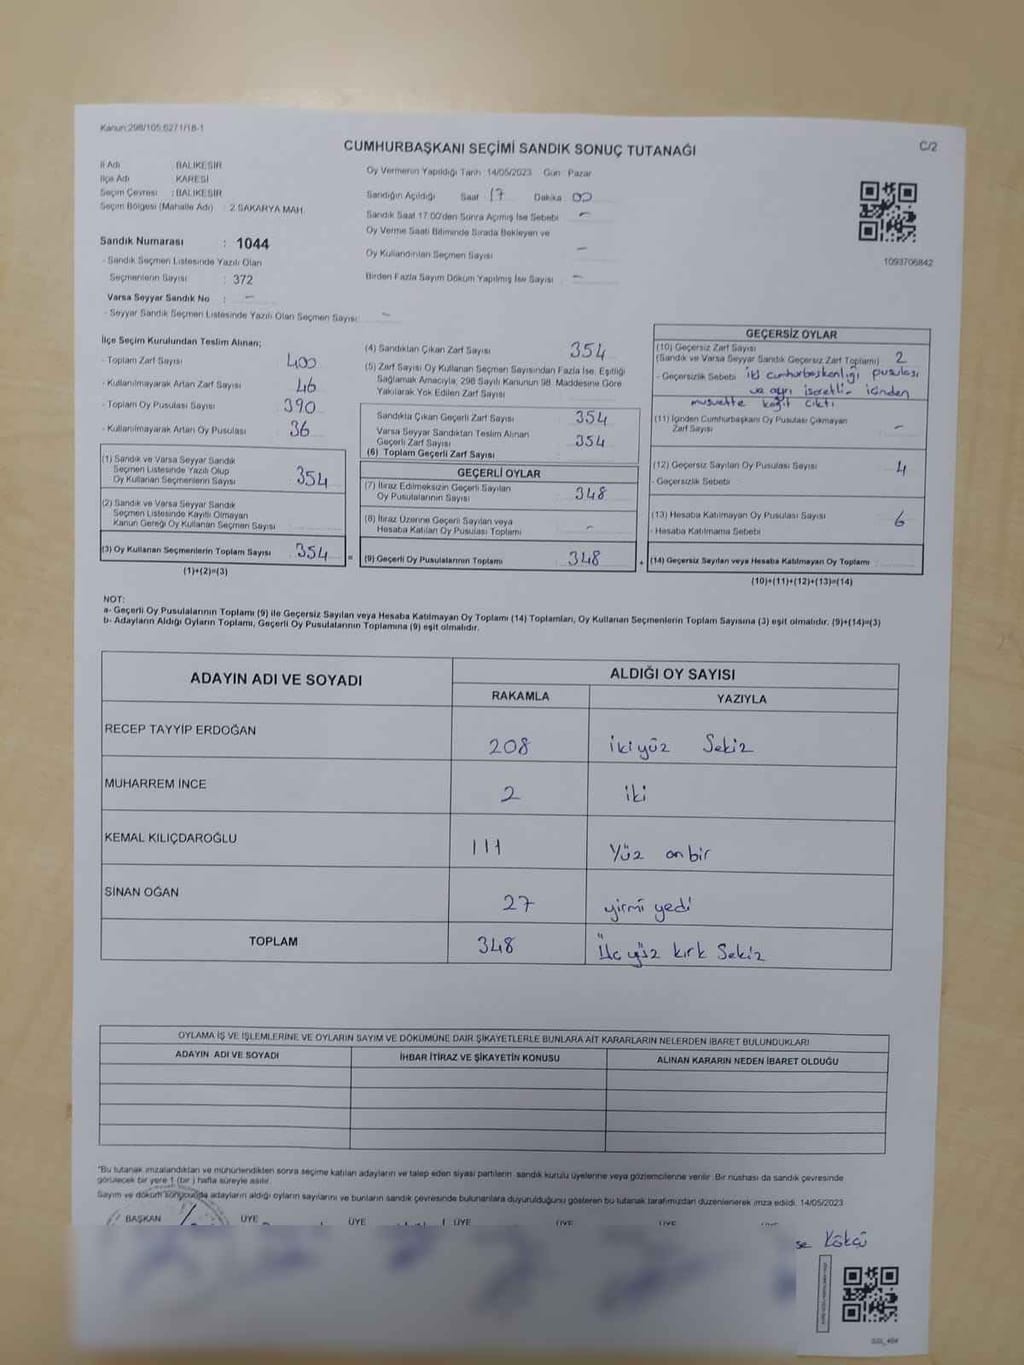 Kanun:298/105;6271/18-1
C/2
CUMHURBAŞKANI SEÇİMİ SANDIK SONUÇ TUTANAĞI
İl Adı : BALIKESİR
İlçe Adı : KARESİ
Seçim Çevresi : BALIKESİR
Seçim Bölgesi (Mahalle Adı) : 2 SAKARYA MAH.
Sandık Numarası : 1044
- Sandık Seçmen Listesinde Yazılı Olan
Seçmenlerin Sayısı : 372
Varsa Seyyar Sandık No : -
- Seyyar Sandık Seçmen Listesinde Yazılı Olan Seçmen Sayısı: -
Oy Vermenin Yapıldığı Tarih :14/05/2023 Gün Pazar
Sandığın Açıldığı Saat 17 Dakika 00
Sandık Saat 17.00'den Sonra Açılmış İse Sebebi -
Oy Verme Saati Bitiminde Sırada Bekleyen ve
Oy Kullandırılan Seçmen Sayısı -
Birden Fazla Sayım Döküm Yapılmış İse Sayısı : -
1093706842
İlçe Seçim Kurulundan Teslim Alınan;
- Toplam Zarf Sayısı 400
- Kullanılmayarak Artan Zarf Sayısı 46
- Toplam Oy Pusulası Sayısı 390
- Kullanılmayarak Artan Oy Pusulası 36
(1) Sandık ve Varsa Seyyar Sandık
Seçmen Listesinde Yazılı Olup
Oy Kullanan Seçmenlerin Sayısı 354
(2) Sandık ve Varsa Seyyar Sandık
Seçmen Listesinde Kayıtlı Olmayan
Kanun Gereği Oy Kullanan Seçmen Sayısı
(3) Oy Kullanan Seçmenlerin Toplam Sayısı 354 =
(1)+(2)=(3)
(4) Sandıktan Çıkan Zarf Sayısı 354
(5) Zarf Sayısı Oy Kullanan Seçmen Sayısından Fazla İse, Eşitliği
Sağlamak Amacıyla; 298 Sayılı Kanunun 98. Maddesine Göre
Yakılarak Yok Edilen Zarf Sayısı
Sandıkta Çıkan Geçerli Zarf Sayısı 354
Varsa Seyyar Sandıktan Teslim Alınan
Geçerli Zarf Sayısı 354
(6) Toplam Geçerli Zarf Sayısı
GEÇERLİ OYLAR
(7) İtiraz Edilmeksizin Geçerli Sayılan
Oy Pusulalarının Sayısı 348
(8) İtiraz Üzerine Geçerli Sayılan veya
Hesaba Katılan Oy Pusulası Toplamı -
(9) Geçerli Oy Pusulalarının Toplamı 348 +
GEÇERSİZ OYLAR
(10) Geçersiz Zarf Sayısı
(Sandık ve Varsa Seyyar Sandık Geçersiz Zarf Toplamı) 2
- Geçersizlik Sebebi iki cumhurbaşkanlığı pusulası
ve ayrı içinden
kağıt çıktı
(11) İçinden Cumhurbaşkanı Oy Pusulası Çıkmayan
Zarf Sayısı -
(12) Geçersiz Sayılan Oy Pusulası Sayısı 4
- Geçersizlik Sebebi
(13) Hesaba Katılmayan Oy Pusulası Sayısı 6
- Hesaba Katılmama Sebebi
(14) Geçersiz Sayılan veya Hesaba Katılmayan Oy Toplamı
(10)+(11)+(12)+(13)=(14)
NOT:
a- Geçerli Oy Pusulalarının Toplamı (9) ile Geçersiz Sayılan veya Hesaba Katılmayan Oy Toplamı (14) Toplamları, Oy Kullanan Seçmenlerin Toplam Sayısına (3) eşit olmalıdır. (9)+(14)=(3)
b- Adayların Aldığı Oyların Toplamı, Geçerli Oy Pusulalarının Toplamına (9) eşit olmalıdır.
ADAYIN ADI VE SOYADI ALDIĞI OY SAYISI
RAKAMLA YAZIYLA
RECEP TAYYİP ERDOĞAN 208 iki yüz Sekiz
MUHARREM İNCE 2 iki
KEMAL KILIÇDAROĞLU 111 Yüz onbir
SİNAN OĞAN 27 yirmi yedi
TOPLAM 348 Üç yüz kırk Sekiz
OYLAMA İŞ VE İŞLEMLERİNE VE OYLARIN SAYIM VE DÖKÜMÜNE DAİR ŞİKAYETLERLE BUNLARA AİT KARARLARIN NELERDEN İBARET BULUNDUKLARI
ADAYIN ADI VE SOYADI İHBAR İTİRAZ VE ŞİKAYETİN KONUSU ALINAN KARARIN NEDEN İBARET OLDUĞU
*Bu tutanak imzalandıktan ve mühürlendikten sonra seçime katılan adayların ve talep eden siyasi partilerin sandık kurulu üyelerine veya gözlemcilerine verilir. Bir nüshası da sandık çevresinde
görülecek bir yere 1 (bir) hafta süreyle asılır.
Sayım ve döküm sonucunda adayların aldığı oyların sayılarını ve bunların sandık çevresinde bulunanlara duyurulduğunu gösteren bu tutanak tarafımızdan düzenlenerek imza edildi. 14/05/2023
BAŞKAN ÜYE ÜYE ÜYE ÜYE ÜYE
Kökçü